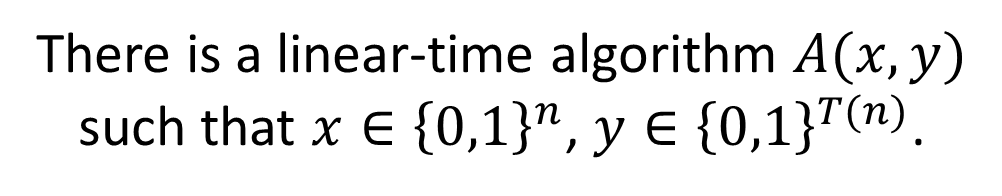 There is a linear-time algorithm 𝐴(𝑥, 𝑦)
such that 𝑥 ∈ {0,1}ⁿ, 𝑦 ∈ {0,1}^{𝑇(𝑛)}.